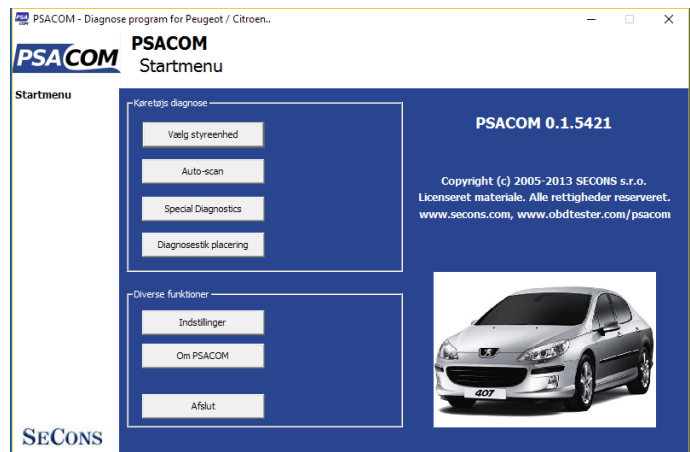 PSA COM PSACOM - Diagnose program for Peugeot / Citroen..
PSACOM
PSACOM
Startmenu
Startmenu
Køretøjs diagnose
Vælg styreenhed
Auto-scan
Special Diagnostics
Diagnosestik placering
Diverse funktioner
Indstillinger
Om PSACOM
Afslut
PSACOM 0.1.5421
Copyright (c) 2005-2013 SECONS s.r.o.
Licenseret materiale. Alle rettigheder reserveret.
www.secons.com, www.obdtester.com/psacom
407
SECONS